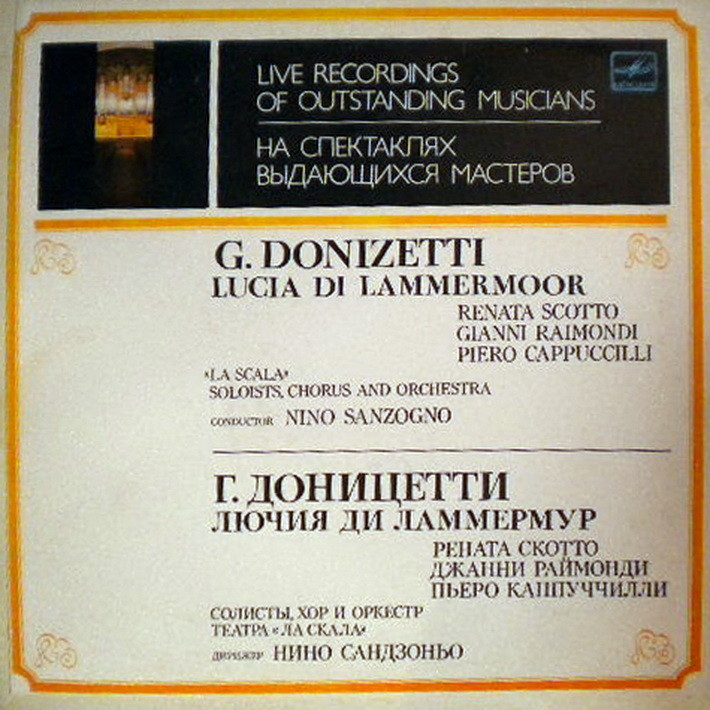 LIVE RECORDINGS
OF OUTSTANDING MUSICIANS
НА СПЕКТАКЛЯХ
ВЫДАЮЩИХСЯ МАСТЕРОВ
G. DONIZETTI
LUCIA DI LAMMERMOOR
RENATA SCOTTO
GIANNI RAIMONDI
PIERO CAPPUCCILLI
«LA SCALA»
SOLOISTS, CHORUS AND ORCHESTRA
CONDUCTOR NINO SANZOGNO
Г. ДОНИЦЕТТИ
ЛЮЧИЯ ДИ ЛАММЕРМУР
РЕНАТА СКОТТО
ДЖАННИ РАЙМОНДИ
ПЬЕРО КАППУЧЧИЛЛИ
СОЛИСТЫ, ХОР И ОРКЕСТР
ТЕАТРА «ЛА СКАЛА»
ДИРИЖЕР НИНО САНДЗОНЬО